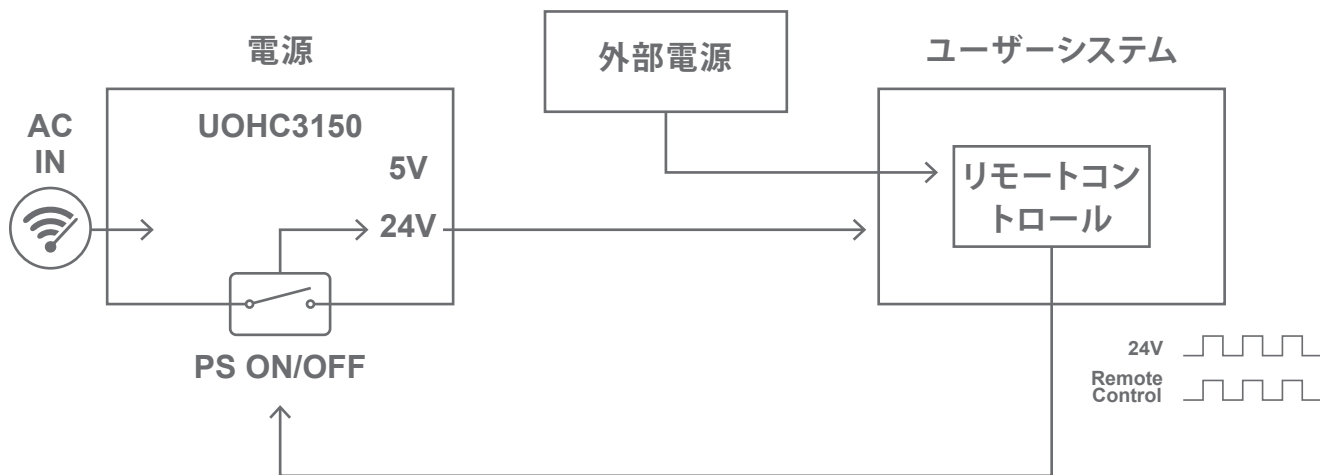 電源
外部電源
ユーザーシステム
AC
IN
UOHC3150
5V
24V
リモートコン
トロール
PS ON/OFF
24V
Remote
Control